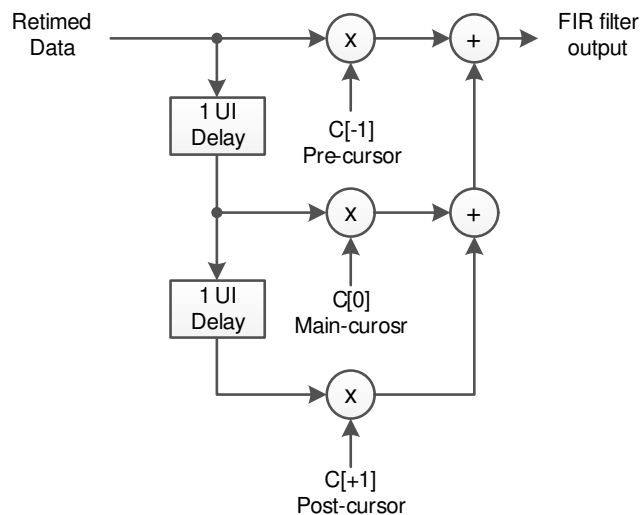 Retimed
Data
x
+
FIR filter
output
1 UI
Delay
C[-1]
Pre-cursor
x
+
1 UI
Delay
C[0]
Main-curosr
x
C[+1]
Post-cursor